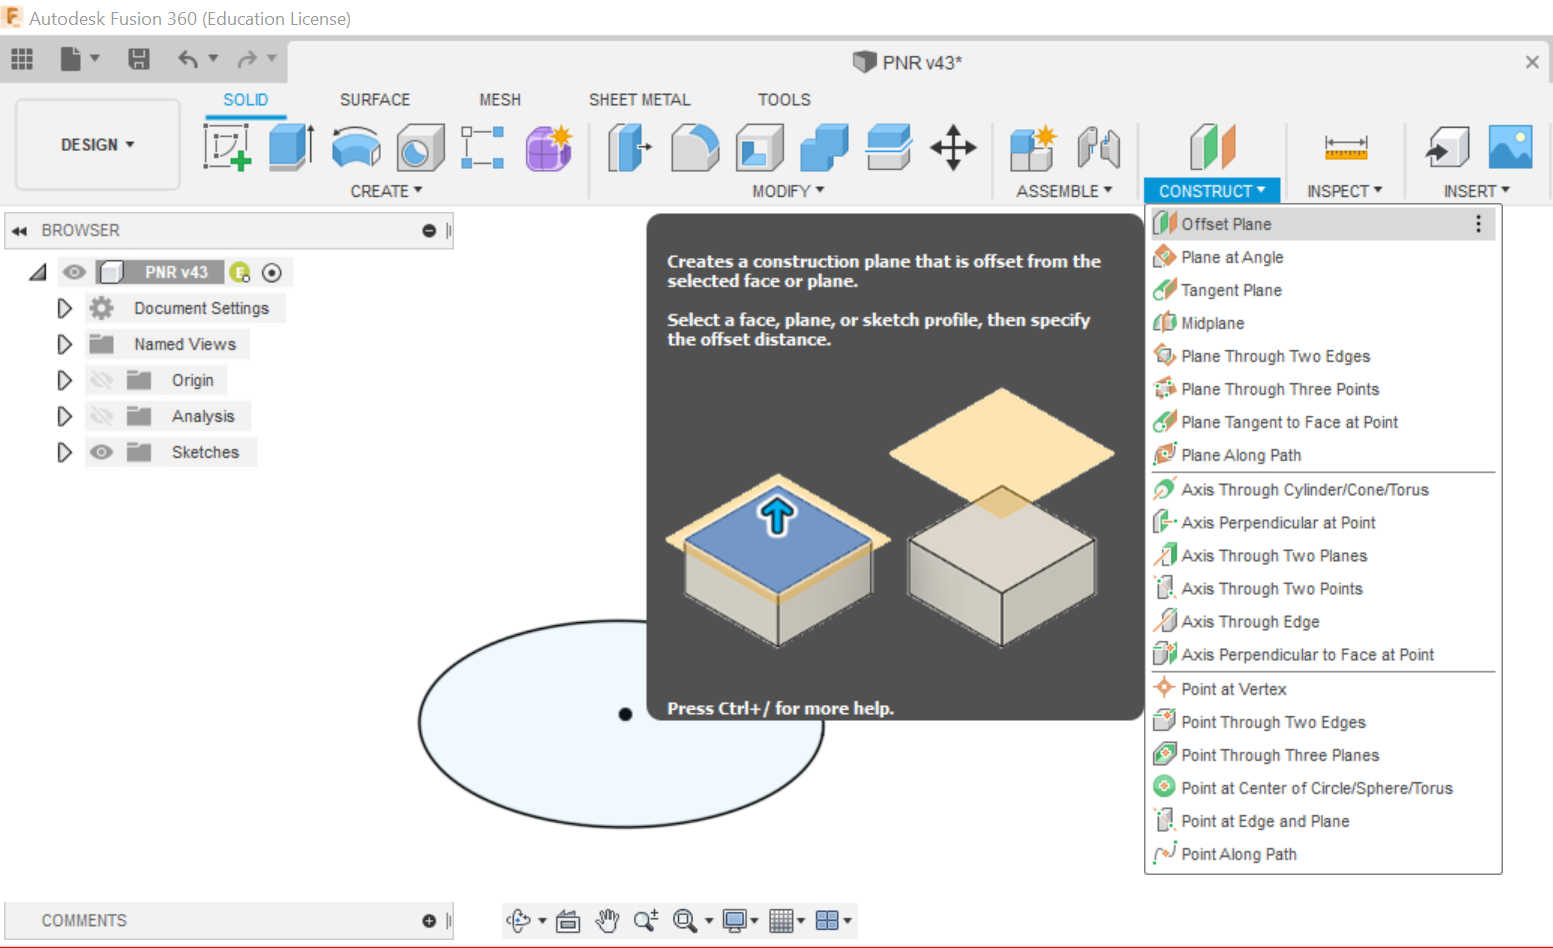 Autodesk Fusion 360 (Education License)
PNR v43*
SOLID SURFACE MESH SHEET METAL TOOLS
DESIGN
CREATE MODIFY ASSEMBLE CONSTRUCT INSPECT INSERT
BROWSER
PNR v43
Document Settings
Named Views
Origin
Analysis
Sketches
Creates a construction plane that is offset from the
selected face or plane.
Select a face, plane, or sketch profile, then specify
the offset distance.
Press Ctrl+/ for more help.
Offset Plane
Plane at Angle
Tangent Plane
Midplane
Plane Through Two Edges
Plane Through Three Points
Plane Tangent to Face at Point
Plane Along Path
Axis Through Cylinder/Cone/Torus
Axis Perpendicular at Point
Axis Through Two Planes
Axis Through Two Points
Axis Through Edge
Axis Perpendicular to Face at Point
Point at Vertex
Point Through Two Edges
Point Through Three Planes
Point at Center of Circle/Sphere/Torus
Point at Edge and Plane
Point Along Path
COMMENTS